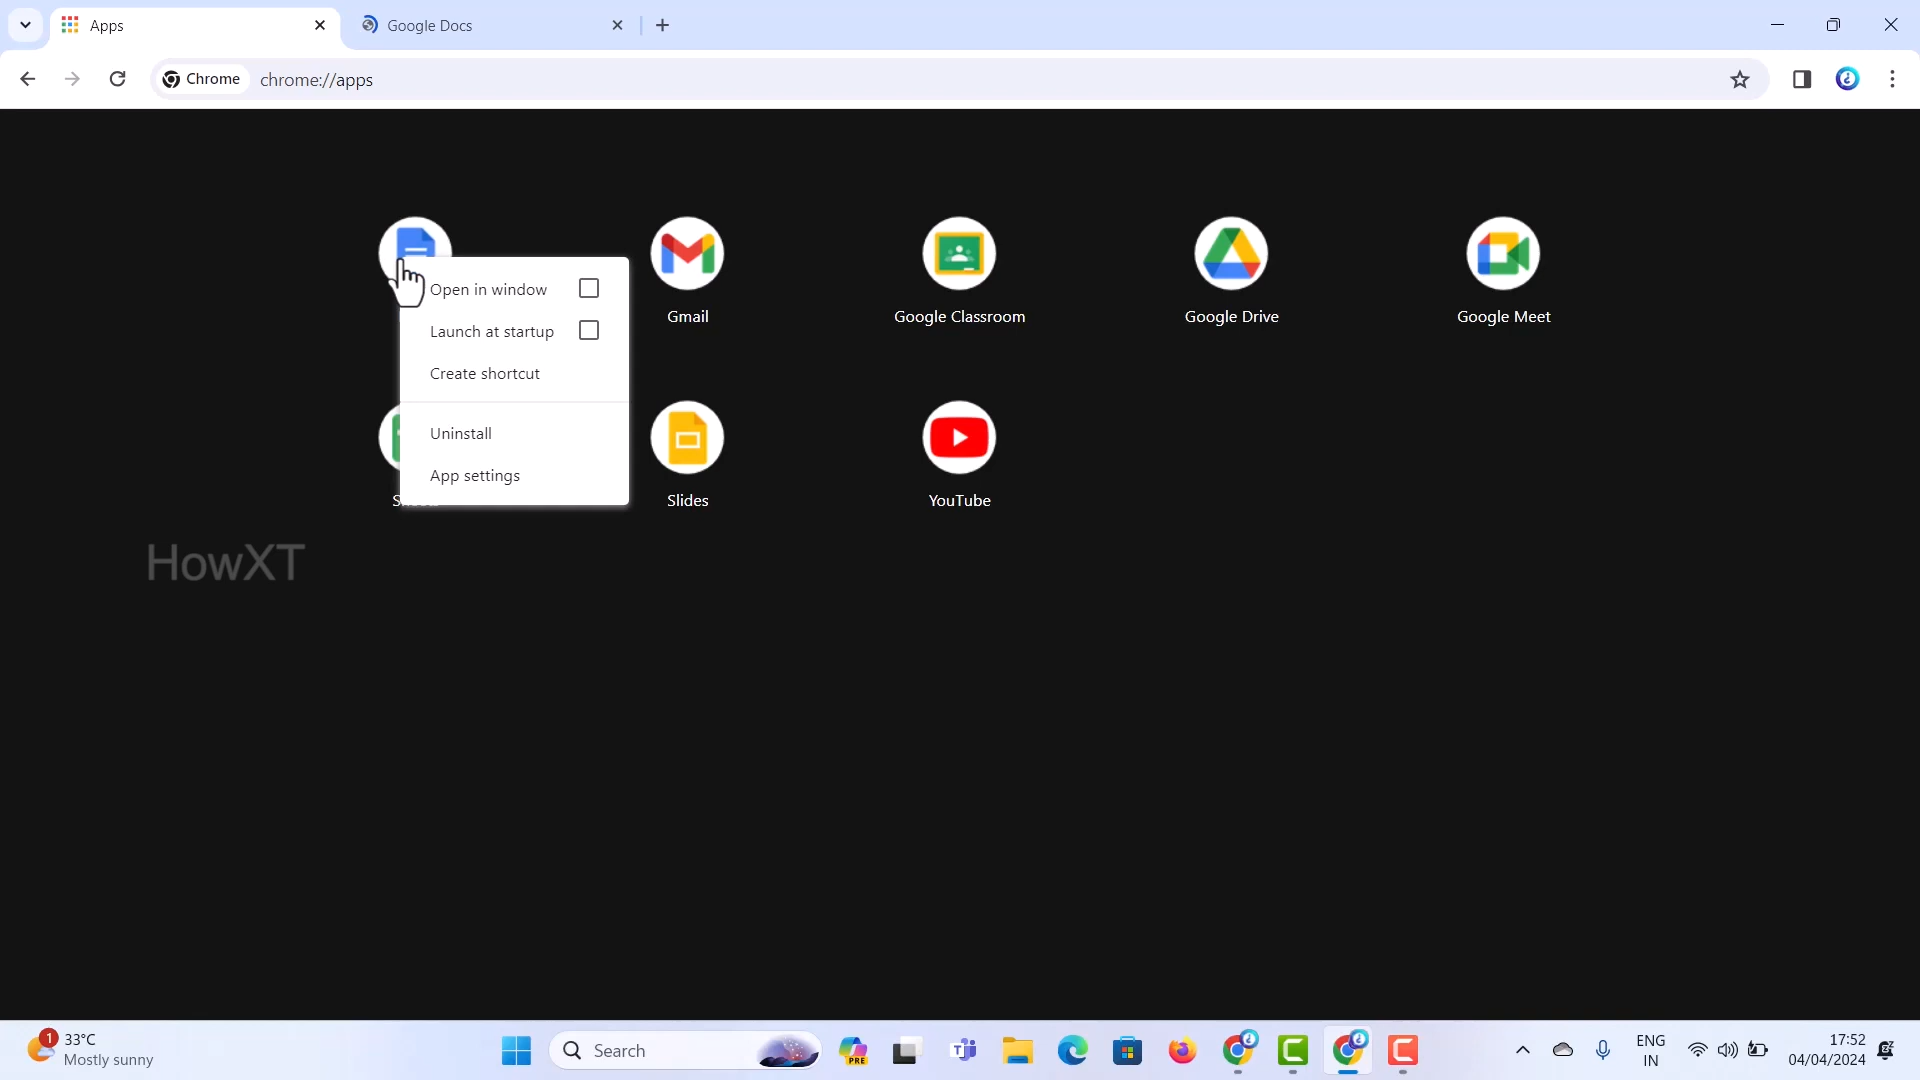 Apps
Google Docs
Chrome
chrome://apps
Open in window
Launch at startup
Create shortcut
Uninstall
App settings
Gmail
Google Classroom
Google Drive
Google Meet
Slides
YouTube
HowXT
1
33°C
Mostly sunny
Search
PRE
ENG
IN
17:52
04/04/2024